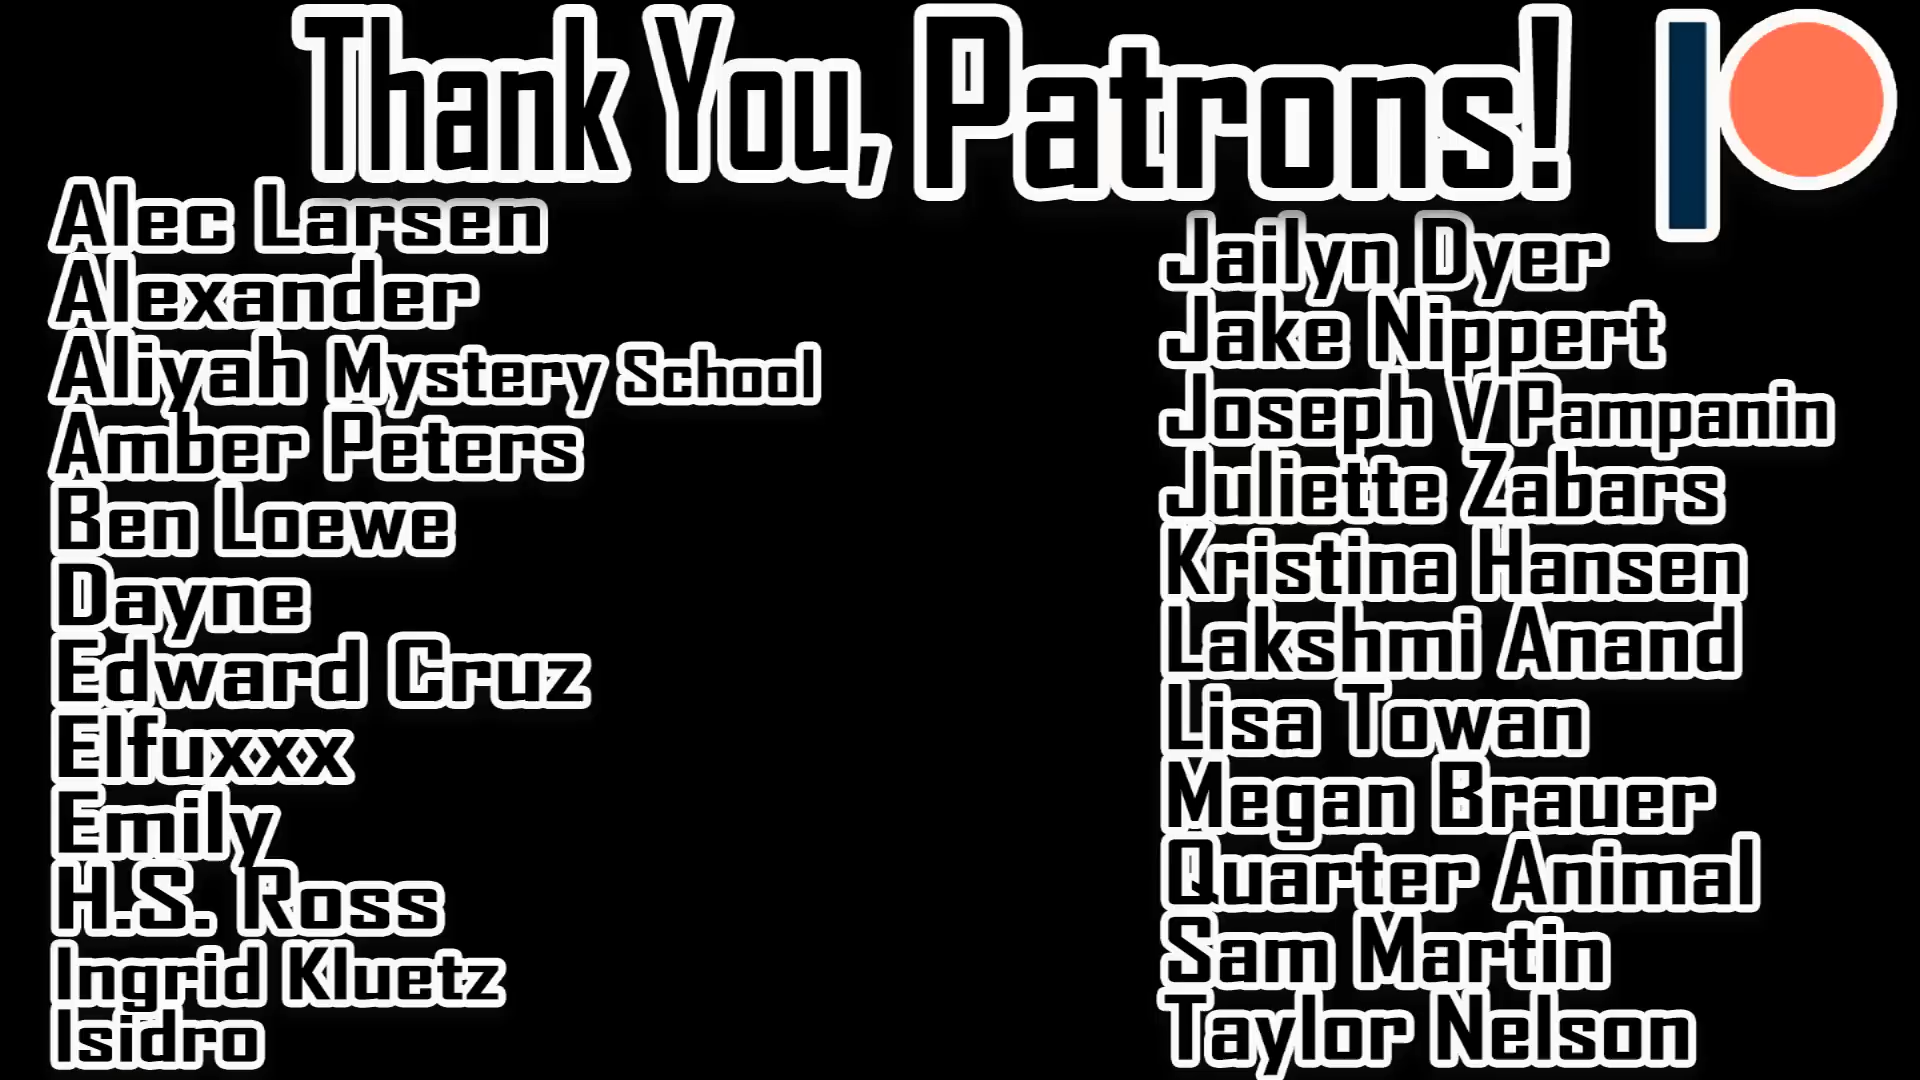 Thank You, Patrons!
Alec Larsen
Alexander
Aliyah Mystery School
Amber Peters
Ben Loewe
Dayne
Edward Cruz
Elfuxxx
Emily
H.S. Ross
Ingrid Kluetz
Isidro
Jailyn Dyer
Jake Nippert
Joseph V Pampanin
Juliette Zabars
Kristina Hansen
Lakshmi Anand
Lisa Towan
Megan Brauer
Quarter Animal
Sam Martin
Taylor Nelson